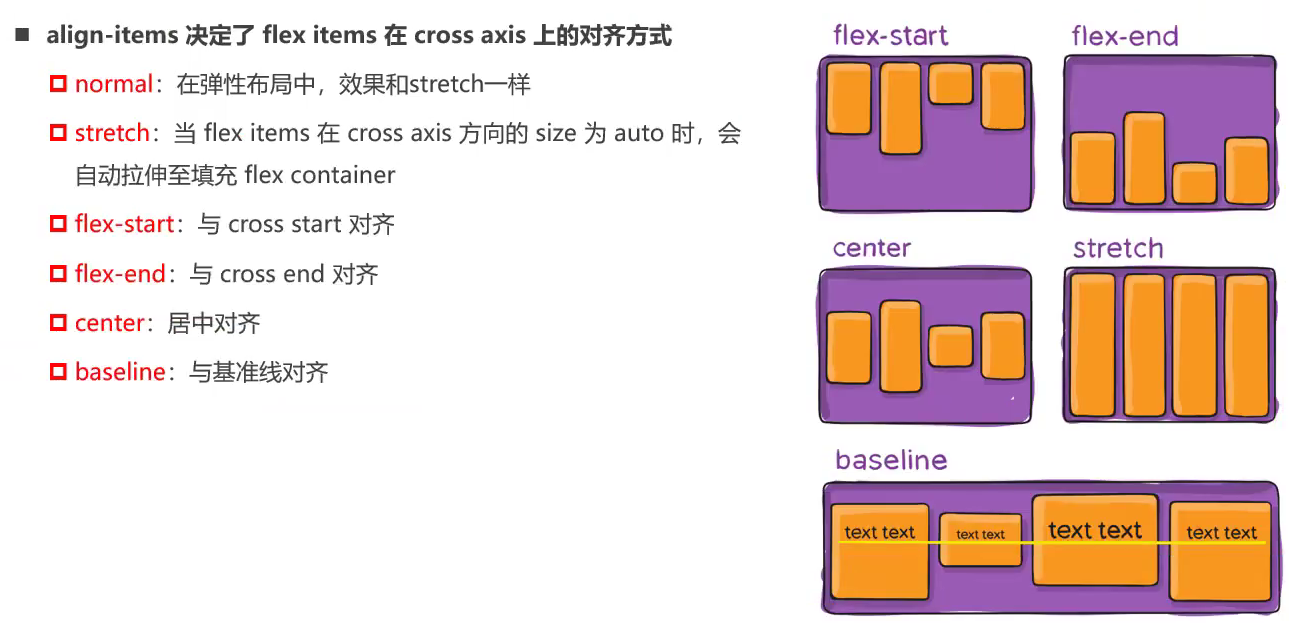 align-items 决定了 flex items 在 cross axis 上的对齐方式
normal：在弹性布局中，效果和stretch一样
stretch：当 flex items 在 cross axis 方向的 size 为 auto 时，会
自动拉伸至填充 flex container
flex-start：与 cross start 对齐
flex-end：与 cross end 对齐
center：居中对齐
baseline：与基准线对齐
flex-start
flex-end
center
stretch
baseline
text text
text text
text text
text text